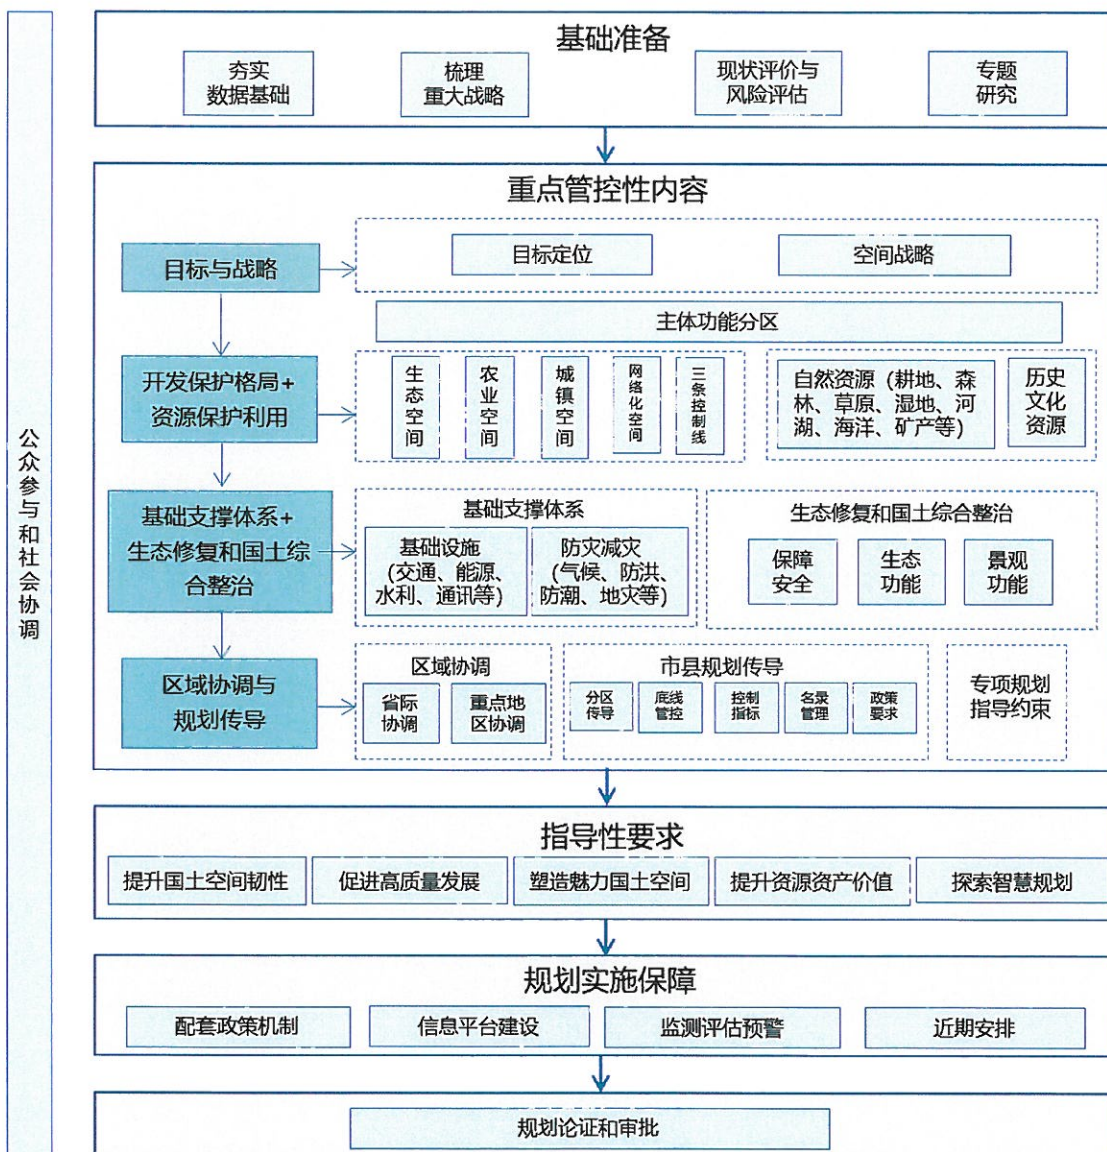 公众参与和社会协调
基础准备
夯实
数据基础
梳理
重大战略
现状评价与
风险评估
专题
研究
重点管控性内容
目标与战略
目标定位
空间战略
主体功能分区
开发保护格局+
资源保护利用
生态空间
农业空间
城镇空间
网络化空间
三条控制线
自然资源（耕地、森
林、草原、湿地、河
湖、海洋、矿产等）
历史
文化
资源
基础支撑体系+
生态修复和国土综
合整治
基础支撑体系
基础设施
（交通、能源、
水利、通讯等）
防灾减灾
（气候、防洪、
防潮、地灾等）
生态修复和国土综合整治
保障
安全
生态
功能
景观
功能
区域协调与
规划传导
区域协调
省际
协调
重点地
区协调
市县规划传导
分区
传导
底线
管控
控制
指标
名录
管理
政策
要求
专项规划
指导约束
指导性要求
提升国土空间韧性
促进高质量发展
塑造魅力国土空间
提升资源资产价值
探索智慧规划
规划实施保障
配套政策机制
信息平台建设
监测评估预警
近期安排
规划论证和审批